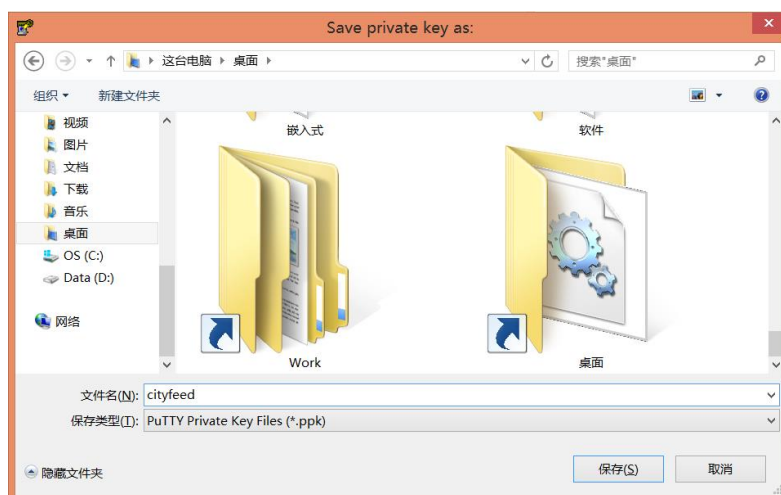 Save private key as:
这台电脑 桌面
搜索"桌面"
组织 新建文件夹
视频
图片
文档
下载
音乐
桌面
OS (C:)
Data (D:)
网络
嵌入式
软件
Work
桌面
文件名(N): cityfeed
保存类型(T): PuTTY Private Key Files (*.ppk)
隐藏文件夹
保存(S)
取消